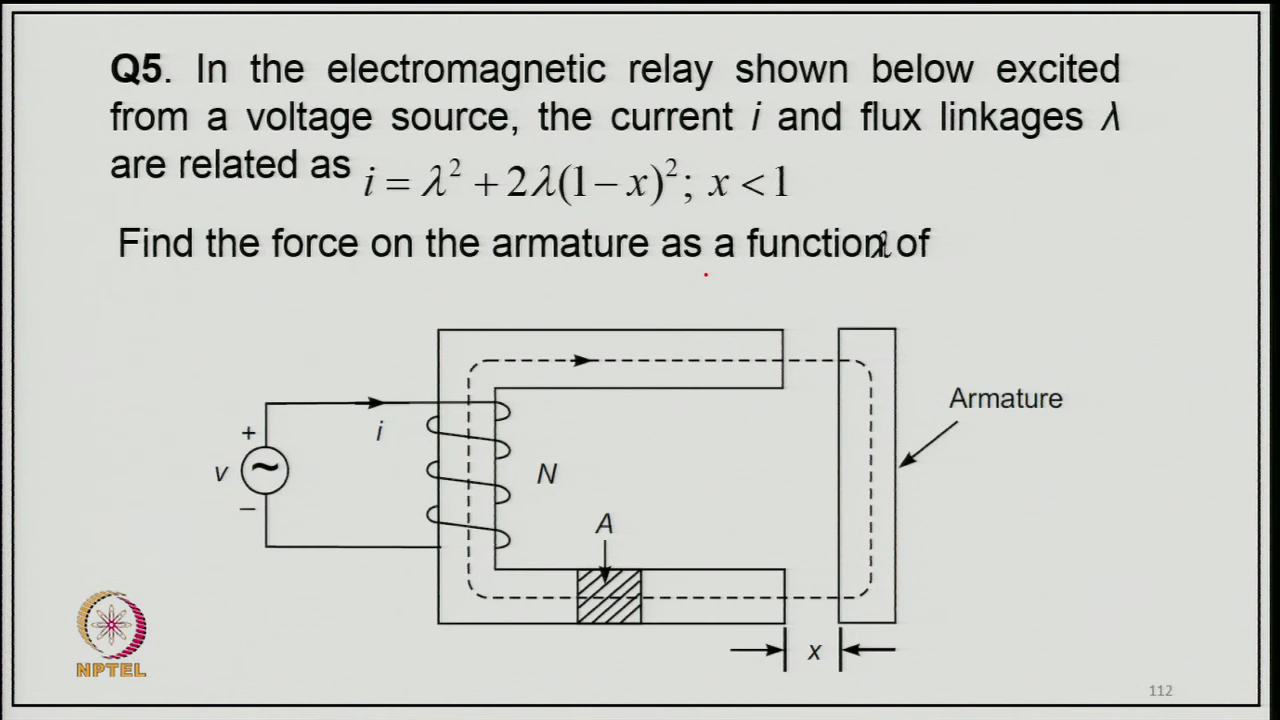 Q5. In the electromagnetic relay shown below excited
from a voltage source, the current i and flux linkages λ
are related as i = λ² + 2λ(1 − x)²; x < 1
Find the force on the armature as a function of λ
Armature
+
i
v
~
N
−
A
x
NPTEL
112